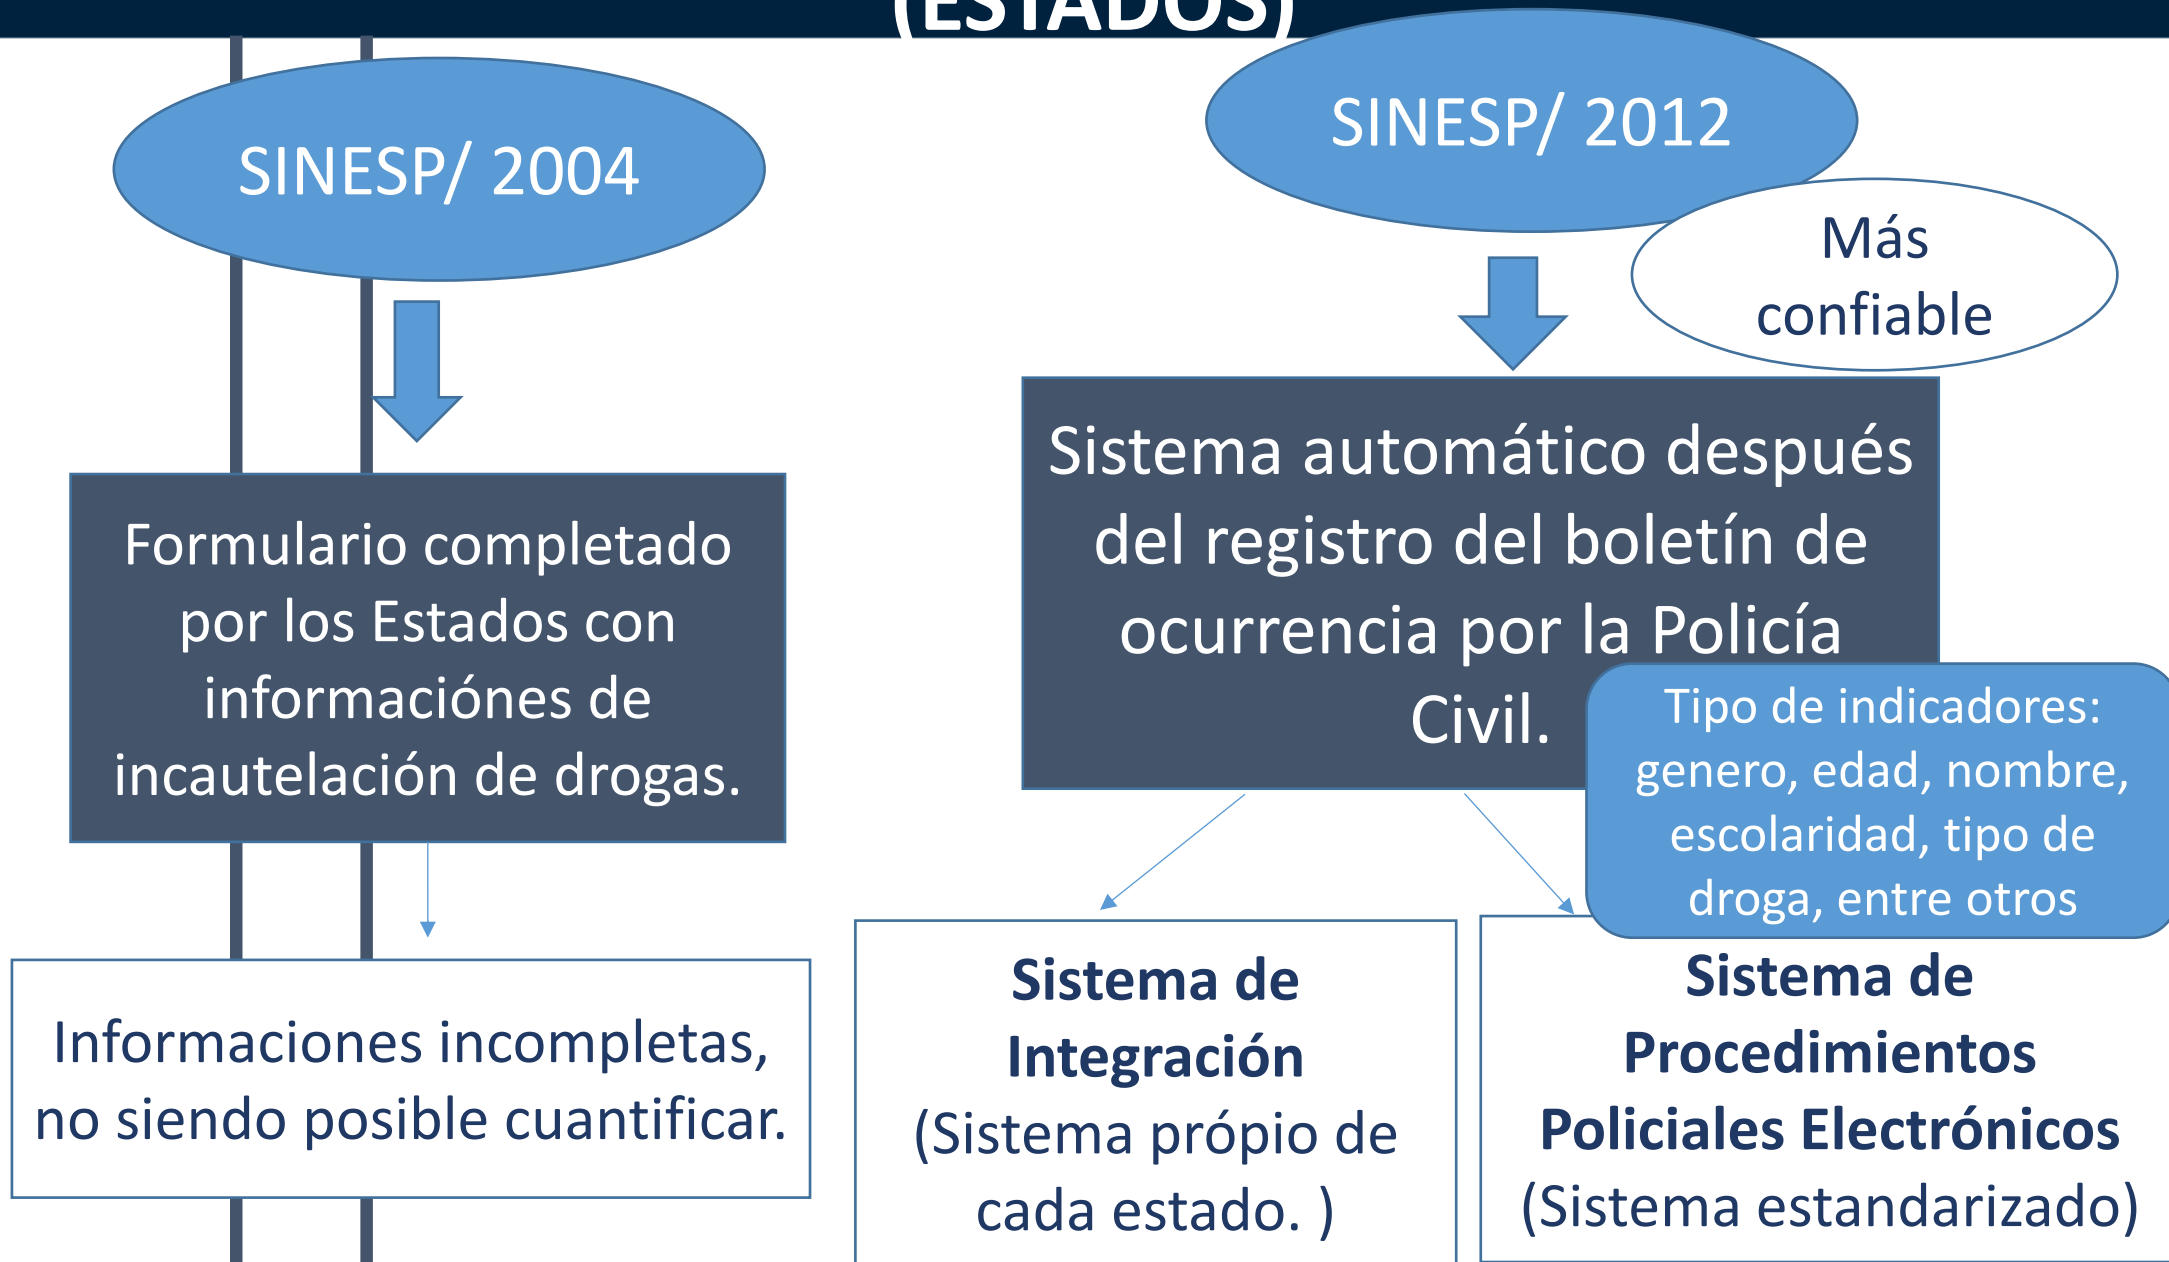 (ESTADOS)
SINESP/ 2004
Formulario completado
por los Estados con
informaciónes de
incautelación de drogas.
Informaciones incompletas,
no siendo posible cuantificar.
SINESP/ 2012
Más
confiable
Sistema automático después
del registro del boletín de
ocurrencia por la Policía
Civil.
Tipo de indicadores:
genero, edad, nombre,
escolaridad, tipo de
droga, entre otros
Sistema de
Integración
(Sistema própio de
cada estado. )
Sistema de
Procedimientos
Policiales Electrónicos
(Sistema estandarizado)